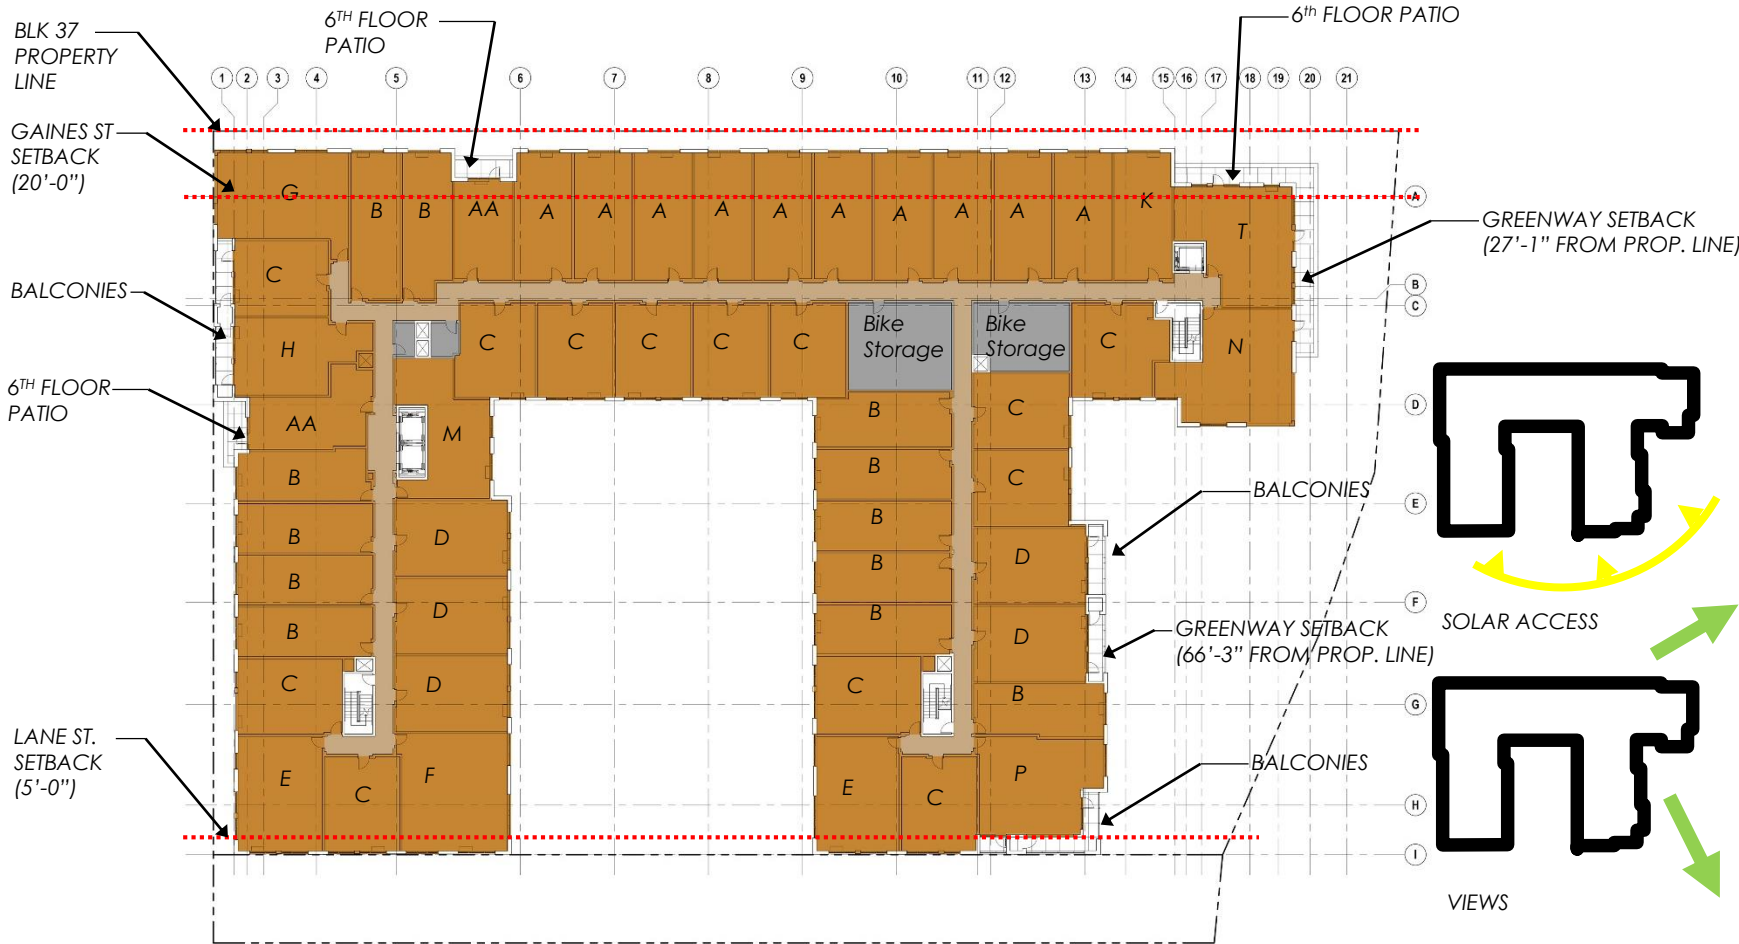 BLK 37
PROPERTY
LINE
6TH FLOOR
PATIO
6th FLOOR PATIO
1 2 3 4 5 6 7 8 9 10 11 12 13 14 15 16 17 18 19 20 21
GAINES ST
SETBACK
(20'-0")
G
B B AA A A A A A A A A A A K
T
A
GREENWAY SETBACK
(27'-1" FROM PROP. LINE)
BALCONIES
C
B
C
H
C C C C C
Bike
Storage
Bike
Storage
C
N
6TH FLOOR
PATIO
AA
M
B
C
D
B
B
C
BALCONIES
E
B
D
B
D
B
B
D
F
SOLAR ACCESS
B
D
B
D
GREENWAY SETBACK
(66'-3" FROM PROP. LINE)
C
D
C
B
G
LANE ST.
SETBACK
(5'-0")
E
C
F
E
C
P
BALCONIES
H
I
VIEWS